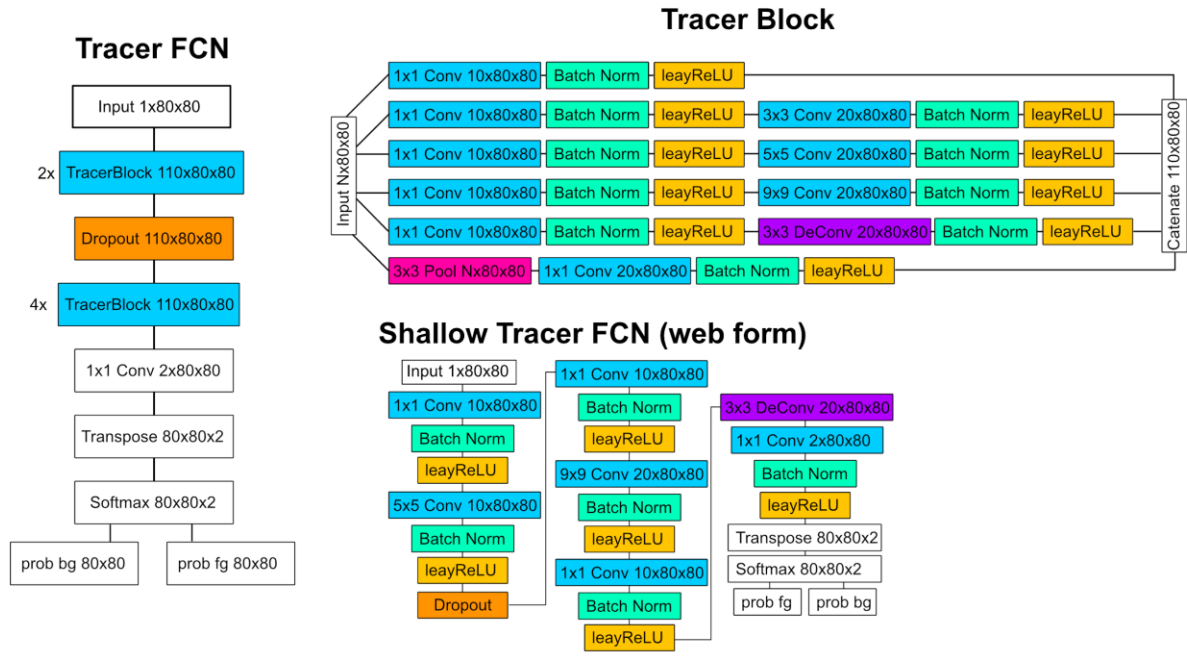 Tracer FCN
Input 1x80x80
2x
TracerBlock 110x80x80
Dropout 110x80x80
4x
TracerBlock 110x80x80
1x1 Conv 2x80x80
Transpose 80x80x2
Softmax 80x80x2
prob bg 80x80
prob fg 80x80
Tracer Block
Input Nx80x80
1x1 Conv 10x80x80 Batch Norm leayReLU
1x1 Conv 10x80x80 Batch Norm leayReLU 3x3 Conv 20x80x80 Batch Norm leayReLU
1x1 Conv 10x80x80 Batch Norm leayReLU 5x5 Conv 20x80x80 Batch Norm leayReLU
1x1 Conv 10x80x80 Batch Norm leayReLU 9x9 Conv 20x80x80 Batch Norm leayReLU
1x1 Conv 10x80x80 Batch Norm leayReLU 3x3 DeConv 20x80x80 Batch Norm leayReLU
3x3 Pool Nx80x80 1x1 Conv 20x80x80 Batch Norm leayReLU
Catenate 110x80x80
Shallow Tracer FCN (web form)
Input 1x80x80
1x1 Conv 10x80x80
Batch Norm
leayReLU
5x5 Conv 10x80x80
Batch Norm
leayReLU
Dropout
1x1 Conv 10x80x80
Batch Norm
leayReLU
9x9 Conv 20x80x80
Batch Norm
leayReLU
1x1 Conv 10x80x80
Batch Norm
leayReLU
3x3 DeConv 20x80x80
1x1 Conv 2x80x80
Batch Norm
leayReLU
Transpose 80x80x2
Softmax 80x80x2
prob fg
prob bg